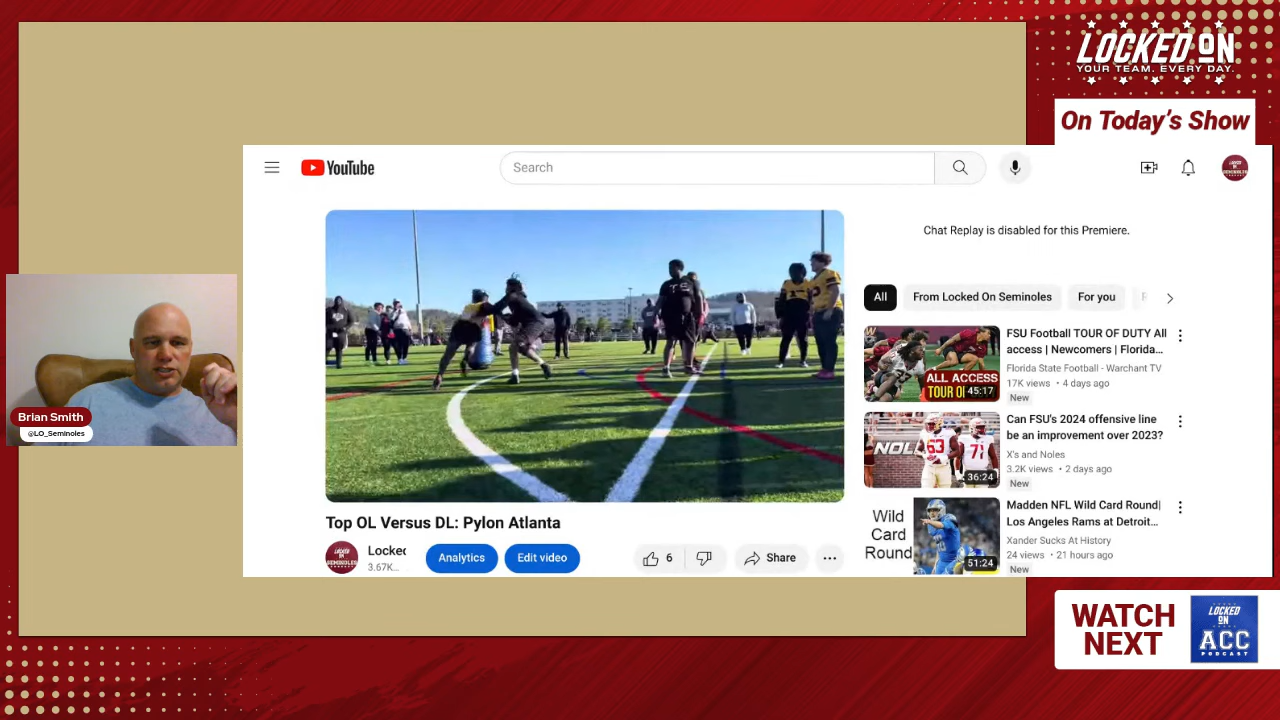 LOCKED ON
YOUR TEAM. EVERY DAY.
On Today's Show
YouTube
Search
Chat Replay is disabled for this Premiere.
All
From Locked On Seminoles
For you
FSU Football TOUR OF DUTY All
access | Newcomers | Florida...
Florida State Football - Warchant TV
17K views • 4 days ago
New
ALL ACCESS
45:17
Can FSU's 2024 offensive line
be an improvement over 2023?
X's and Noles
3.2K views • 2 days ago
New
63
71
36:24
Madden NFL Wild Card Round|
Los Angeles Rams at Detroit...
Xander Sucks At History
24 views • 21 hours ago
New
Wild
Card
Round
51:24
Brian Smith
@LO_Seminoles
Top OL Versus DL: Pylon Atlanta
3.67K...
Analytics
Edit video
6
Share
WATCH
NEXT
LOCKED
ON
ACC
PODCAST